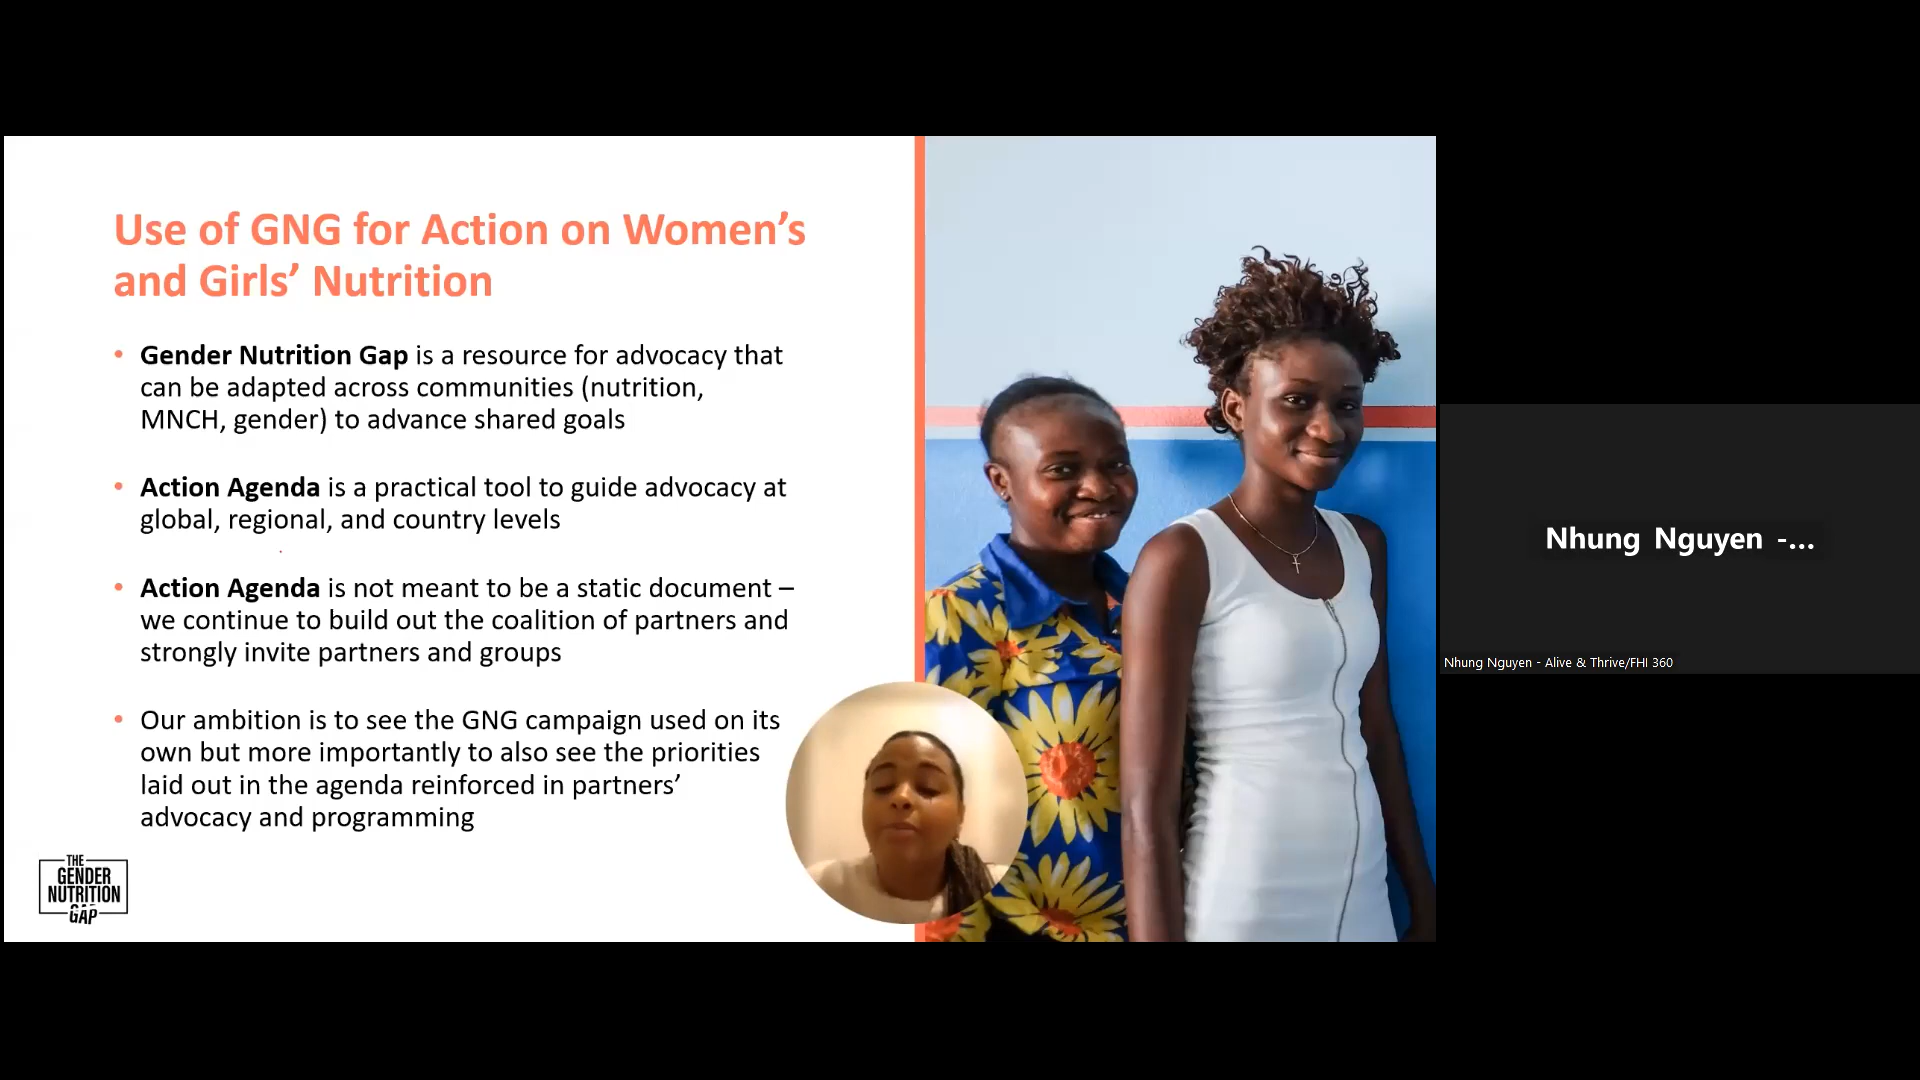 Use of GNG for Action on Women’s
and Girls’ Nutrition
• Gender Nutrition Gap is a resource for advocacy that
can be adapted across communities (nutrition,
MNCH, gender) to advance shared goals
• Action Agenda is a practical tool to guide advocacy at
global, regional, and country levels
• Action Agenda is not meant to be a static document –
we continue to build out the coalition of partners and
strongly invite partners and groups
• Our ambition is to see the GNG campaign used on its
own but more importantly to also see the priorities
laid out in the agenda reinforced in partners’
advocacy and programming
THE
GENDER
NUTRITION
GAP
Nhung Nguyen -...
Nhung Nguyen - Alive & Thrive/FHI 360